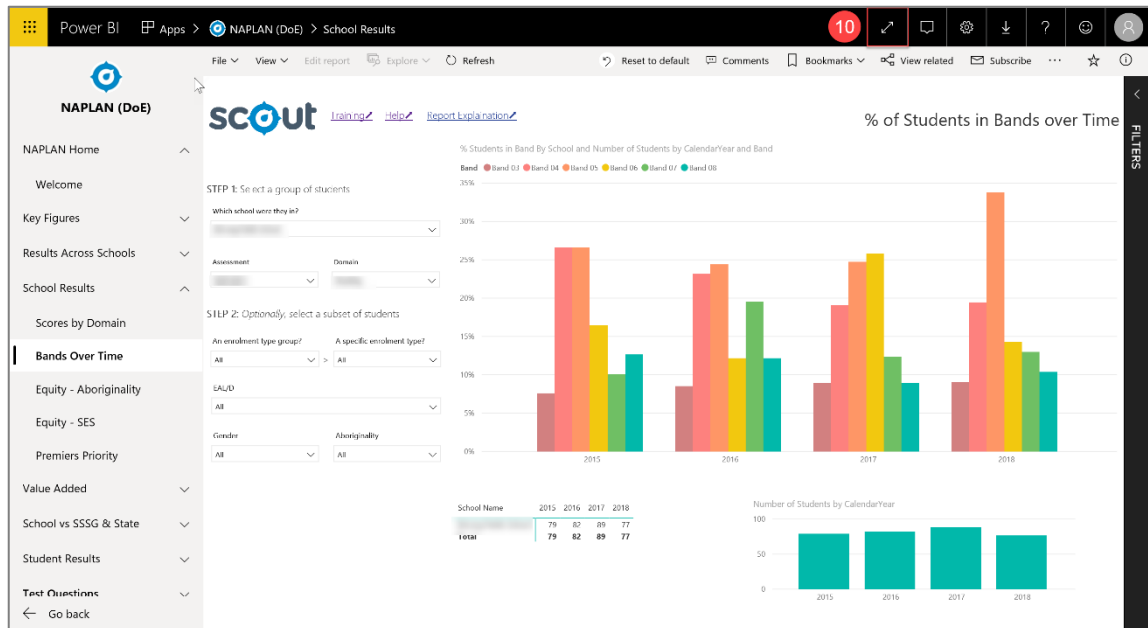 Power BI Apps > NAPLAN (DoE) > School Results 10 ?
File View Edit report Explore Refresh Reset to default Comments Bookmarks View related Subscribe ...
NAPLAN (DoE)
NAPLAN Home
Welcome
Key Figures
Results Across Schools
School Results
Scores by Domain
Bands Over Time
Equity - Aboriginality
Equity - SES
Premiers Priority
Value Added
School vs SSSG & State
Student Results
Test Questions
Go back
scout Training Help Report Explaination
% of Students in Bands over Time
FILTERS
STEP 1: Select a group of students
Which school were they in?
Assessment Domain
STEP 2: Optionally, select a subset of students
An enrolment type group? A specific enrolment type?
All > All
EAL/D
All
Gender Aboriginality
All All
% Students in Band By School and Number of Students by CalendarYear and Band
Band Band 03 Band 04 Band 05 Band 06 Band 07 Band 08
35%
30%
25%
20%
15%
10%
5%
0%
2015 2016 2017 2018
School Name 2015 2016 2017 2018
79 82 89 77
Total 79 82 89 77
Number of Students by CalendarYear
100
50
0
2015 2016 2017 2018